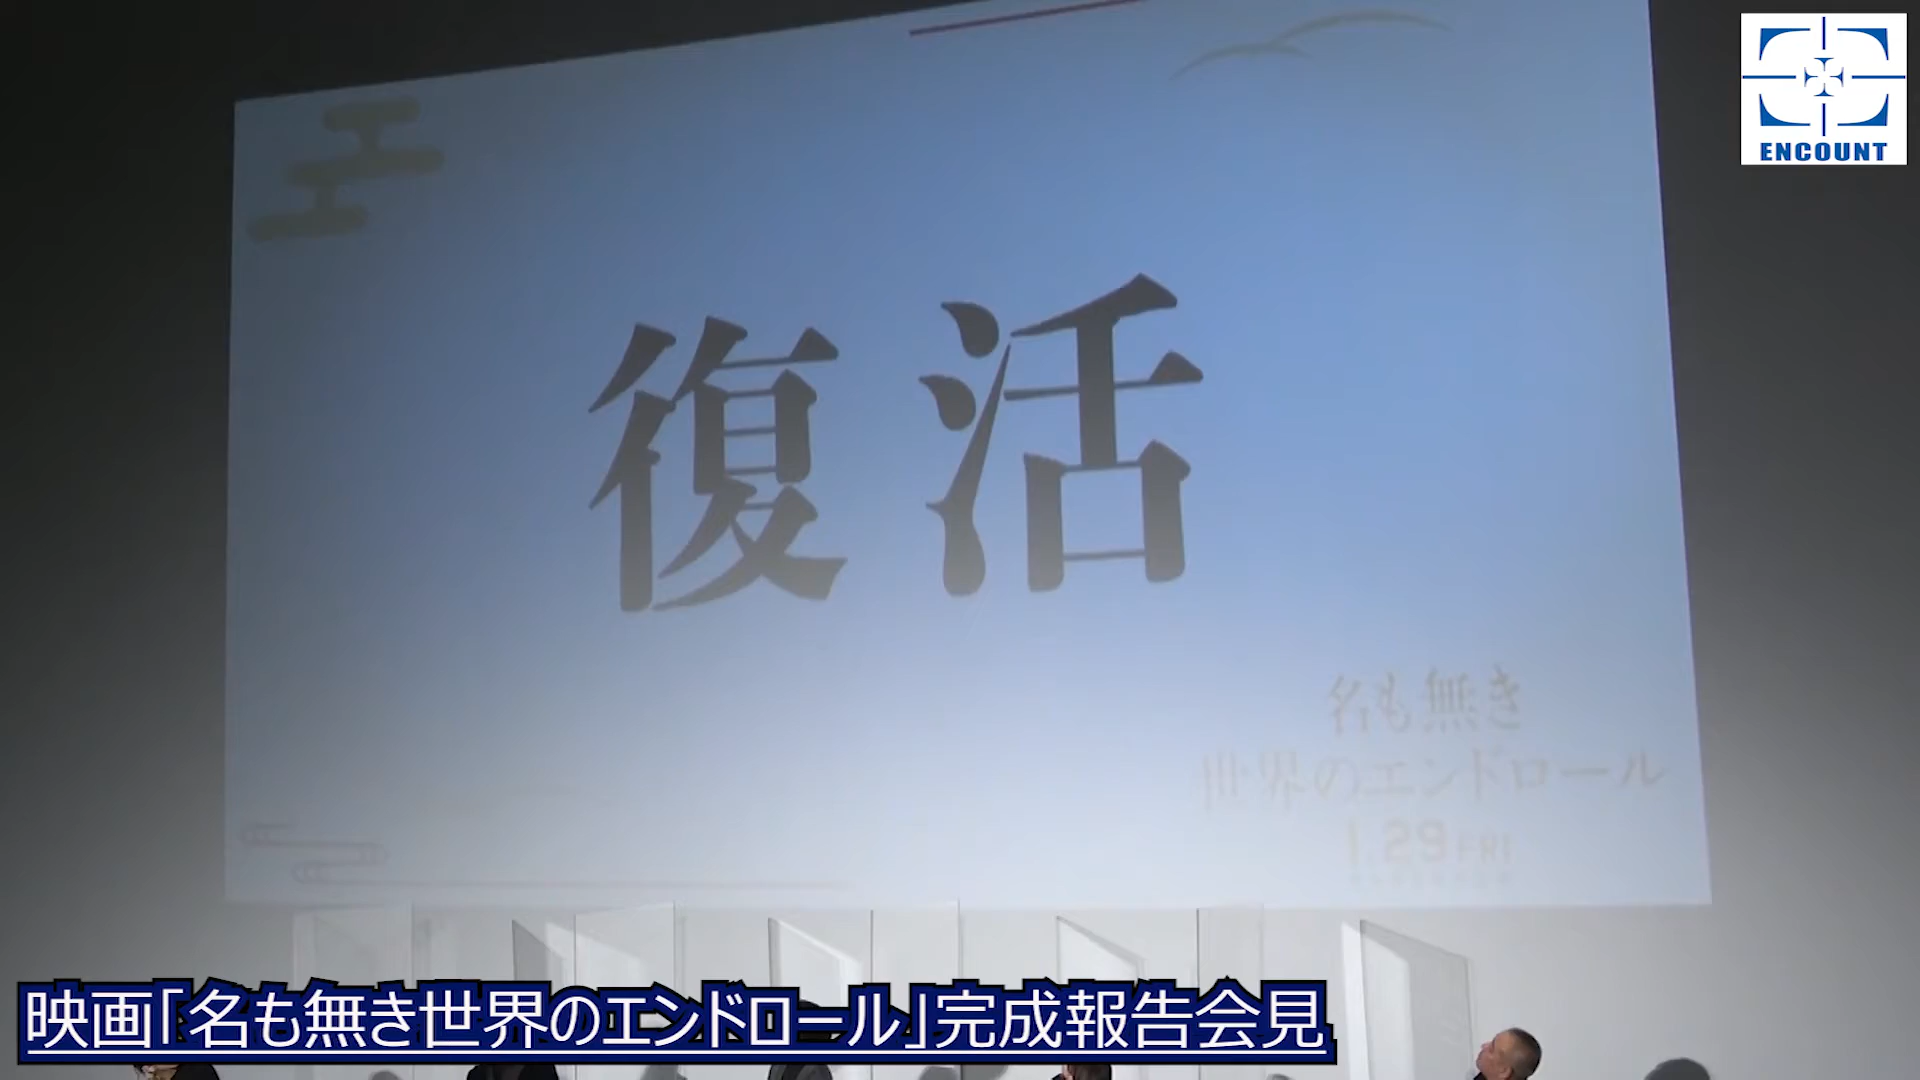 ENCOUNT
復活
名も無き
世界のエンドロール
1.29 FRI
映画「名も無き世界のエンドロール」完成報告会見